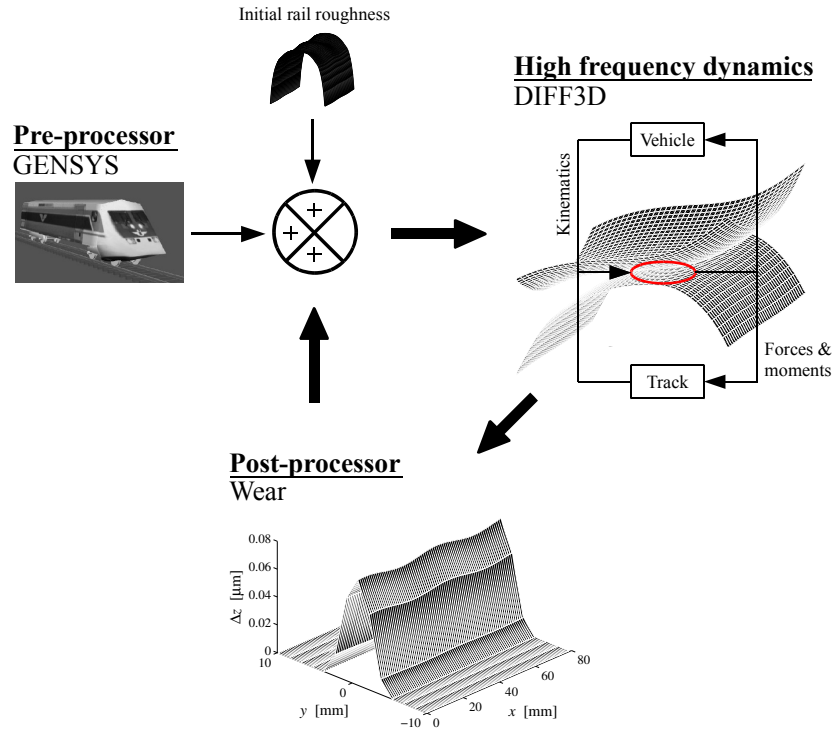 Initial rail roughness
High frequency dynamics
DIFF3D
Pre-processor
GENSYS
Vehicle
Kinematics
+
+
+
Forces &
moments
Track
Post-processor
Wear
0.08
0.06
0.04
0.02
0
Δz [μm]
10
0
−10
y [mm]
0
20
40
60
80
x [mm]